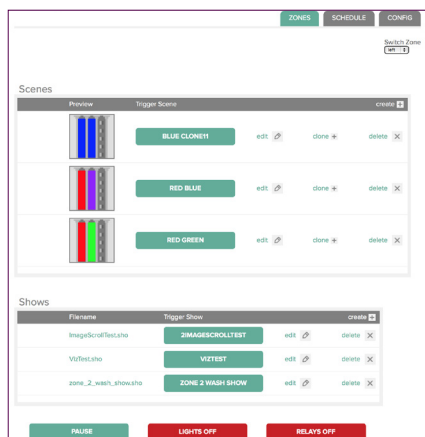 ZONES SCHEDULE CONFIG
Switch Zone
left
Scenes
Preview Trigger Scene create +
BLUE CLONE11 edit clone + delete X
RED BLUE edit clone + delete X
RED GREEN edit clone + delete X
Shows
Filename Trigger Show create +
ImageScrollTest.sho 2IMAGESCROLLTEST edit delete X
VizTest.sho VIZTEST edit delete X
zone_2_wash_show.sho ZONE 2 WASH SHOW edit delete X
PAUSE LIGHTS OFF RELAYS OFF